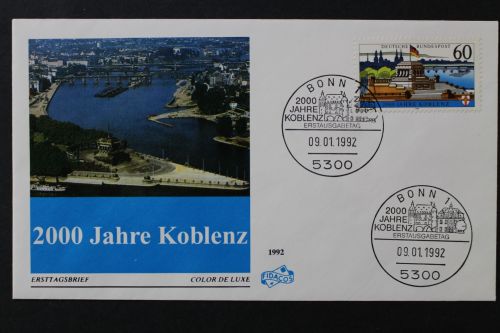 DEUTSCHE BUNDESPOST 60
2000 JAHRE KOBLENZ
BONN 1
2000
JAHRE
KOBLENZ
ERSTAUSGABETAG
09.01.1992
5300
BONN 1
2000
JAHRE
KOBLENZ
ERSTAUSGABETAG
09.01.1992
5300
2000 Jahre Koblenz
1992
ERSTTAGSBRIEF COLOR DE LUXE
FIDACOS